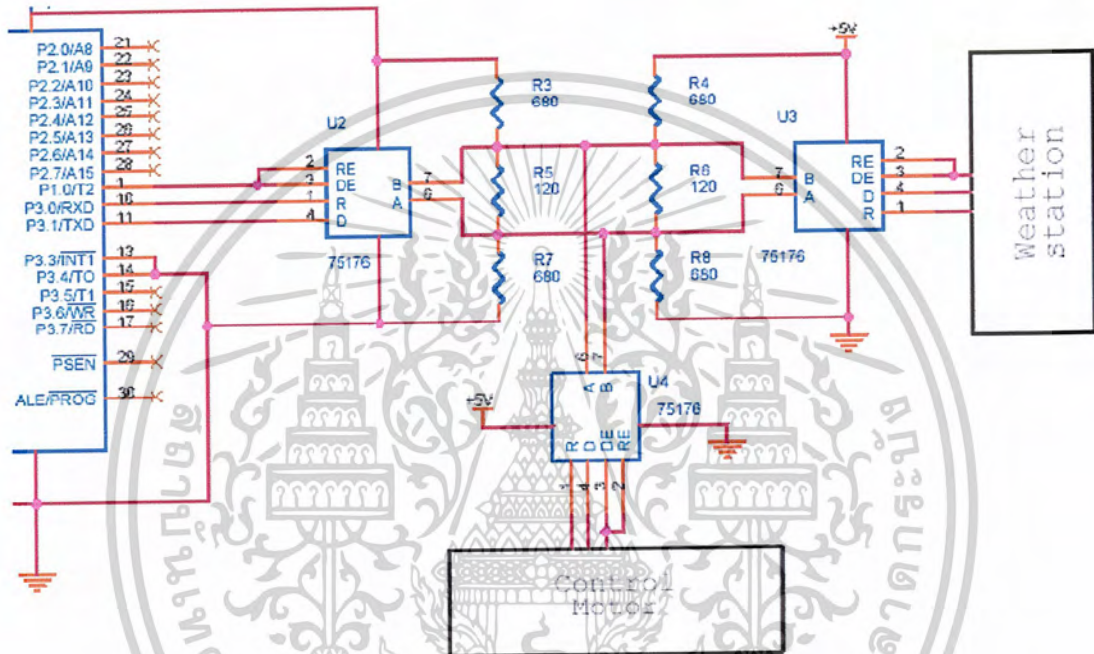 P2.0/A8 21
P2.1/A9 22
P2.2/A10 23
P2.3/A11 24
P2.4/A12 25
P2.5/A13 26
P2.6/A14 27
P2.7/A15 28
P1.0/T2 1
P3.0/RXD 10
P3.1/TXD 11
P3.3/INT1 13
P3.4/TO 14
P3.5/T1 15
P3.6/WR 16
P3.7/RD 17
PSEN 29
ALE/PROG 30
U2
2 RE
3 DE
1 R
4 D
B 7
A 6
75176
R3
680
R5
120
R7
680
+5V
R4
680
R6
120
R8
680
U3
7 B
6 A
RE 2
DE 3
D 4
R 1
75176
Weather
station
6 7
A B
U4
75176
+5V
R D DE RE
1 4 3 2
Control
Motor